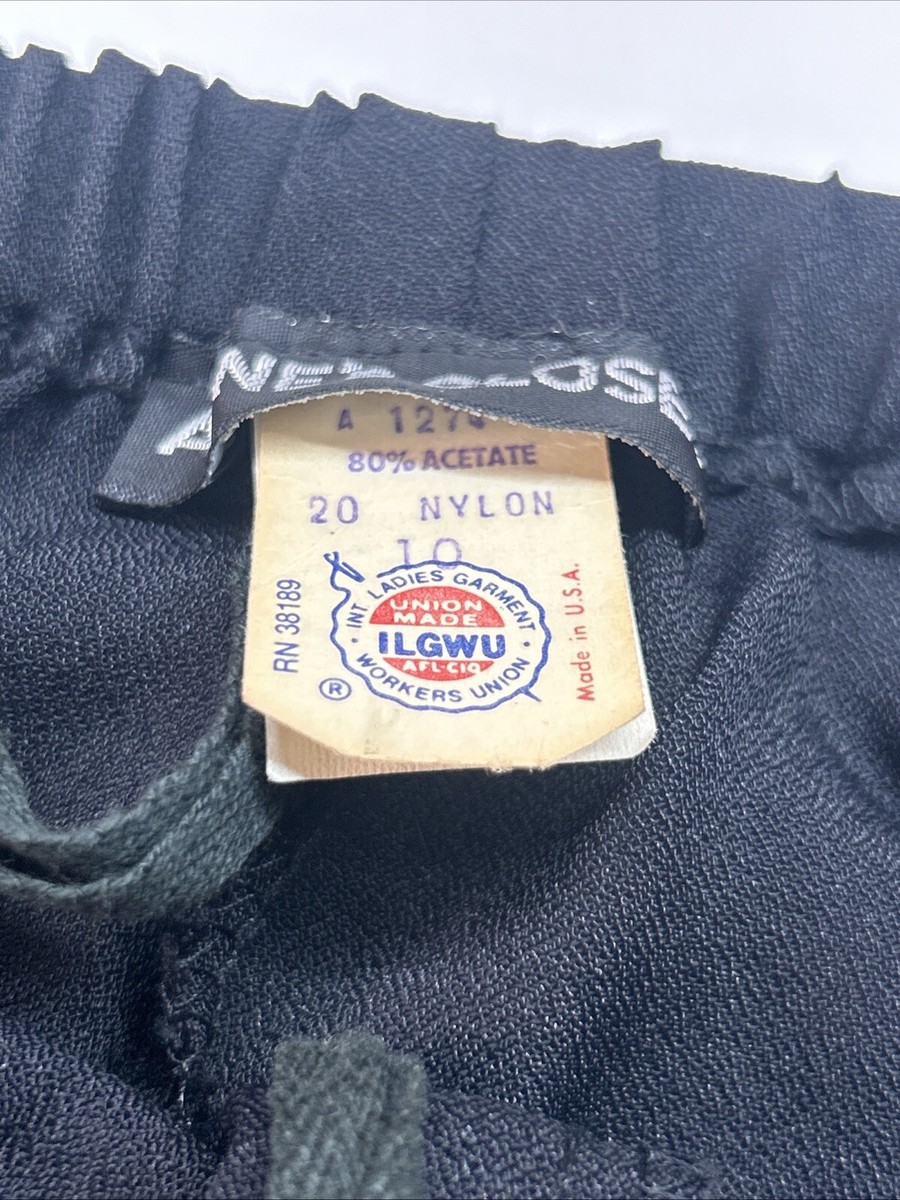 A 127
80% ACETATE
20 NYLON
10
INT. LADIES GARMENT
UNION
MADE
ILGWU
AFL-CIO
WORKERS UNION
®
RN 38189
Made in U.S.A.